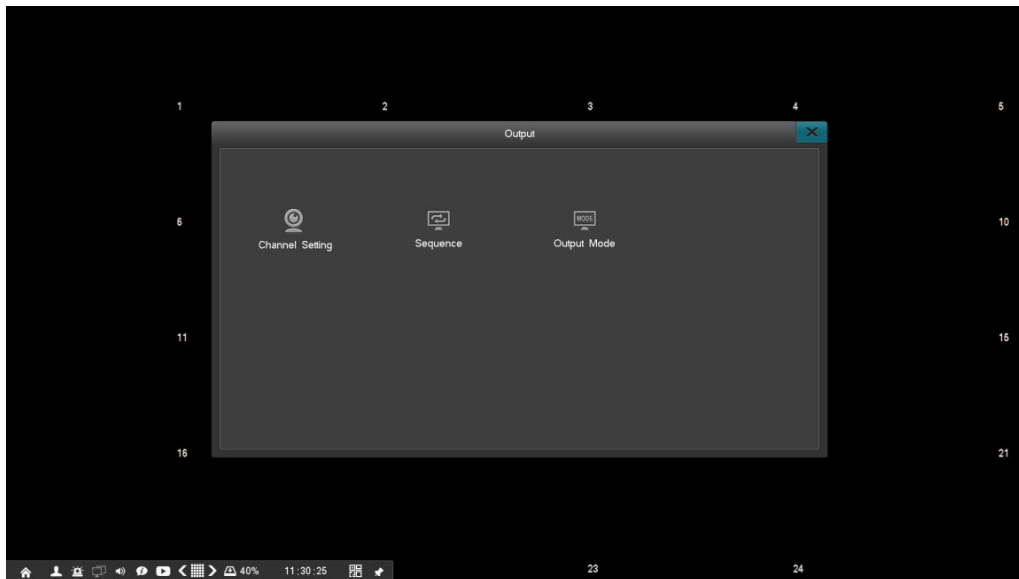 1 2 3 4 5
Output
6 10
MODE
Channel Setting Sequence Output Mode
11 15
16 21
40% 11:30:25 23 24